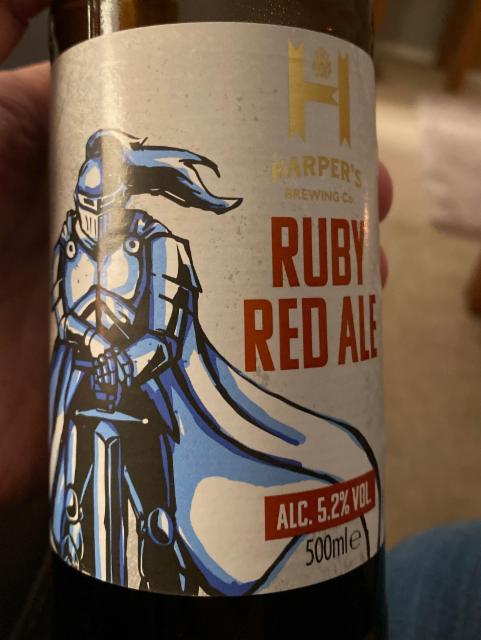 H
HARPER'S
BREWING Co.
RUBY
RED ALE
ALC. 5.2% VOL
500ml e